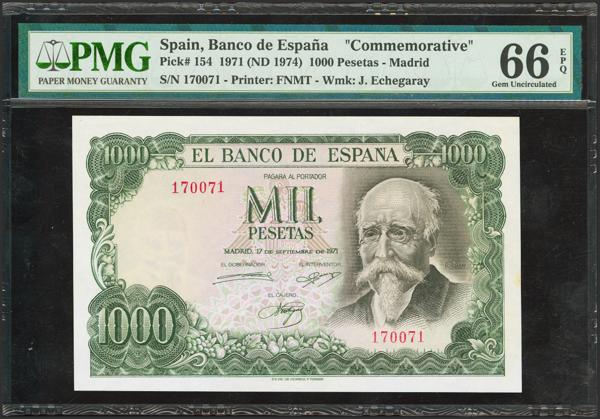 PMG
PAPER MONEY GUARANTY
Spain, Banco de España "Commemorative"
Pick# 154 1971 (ND 1974) 1000 Pesetas - Madrid
S/N 170071 - Printer: FNMT - Wmk: J. Echegaray
66
EPQ
Gem Uncirculated
1000
1000
EL BANCO DE ESPAÑA
PAGARA AL PORTADOR
170071
MIL
PESETAS
MADRID, 17 DE SEPTIEMBRE DE 1971
EL GOBERNADOR
EL INTERVENTOR
EL CAJERO,
1000
170071